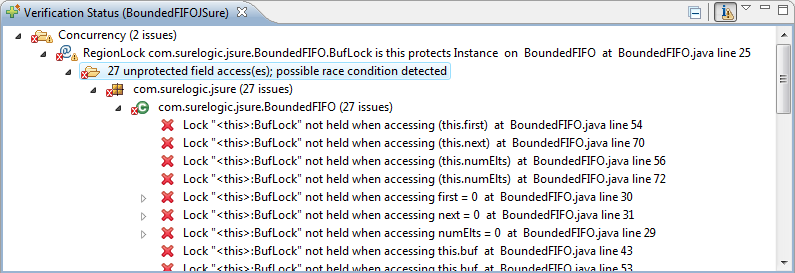 Verification Status (BoundedFIFOJSure)
Concurrency (2 issues)
RegionLock com.surelogic.jsure.BoundedFIFO.BufLock is this protects Instance on BoundedFIFO at BoundedFIFO.java line 25
27 unprotected field access(es); possible race condition detected
com.surelogic.jsure (27 issues)
com.surelogic.jsure.BoundedFIFO (27 issues)
Lock "<this>:BufLock" not held when accessing (this.first) at BoundedFIFO.java line 54
Lock "<this>:BufLock" not held when accessing (this.next) at BoundedFIFO.java line 70
Lock "<this>:BufLock" not held when accessing (this.numElts) at BoundedFIFO.java line 56
Lock "<this>:BufLock" not held when accessing (this.numElts) at BoundedFIFO.java line 72
Lock "<this>:BufLock" not held when accessing first = 0 at BoundedFIFO.java line 30
Lock "<this>:BufLock" not held when accessing next = 0 at BoundedFIFO.java line 31
Lock "<this>:BufLock" not held when accessing numElts = 0 at BoundedFIFO.java line 29
Lock "<this>:BufLock" not held when accessing this.buf at BoundedFIFO.java line 43
Lock "<this>:BufLock" not held when accessing this.buf at BoundedFIFO.java line 53